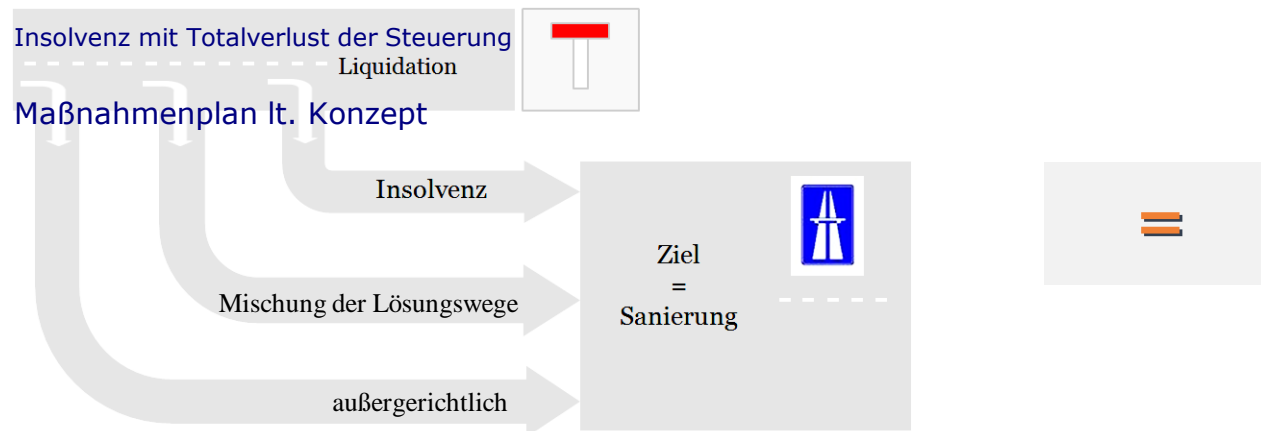 Insolvenz mit Totalverlust der Steuerung
Liquidation
Maßnahmenplan lt. Konzept
Insolvenz
Mischung der Lösungswege
außergerichtlich
Ziel
=
Sanierung
=